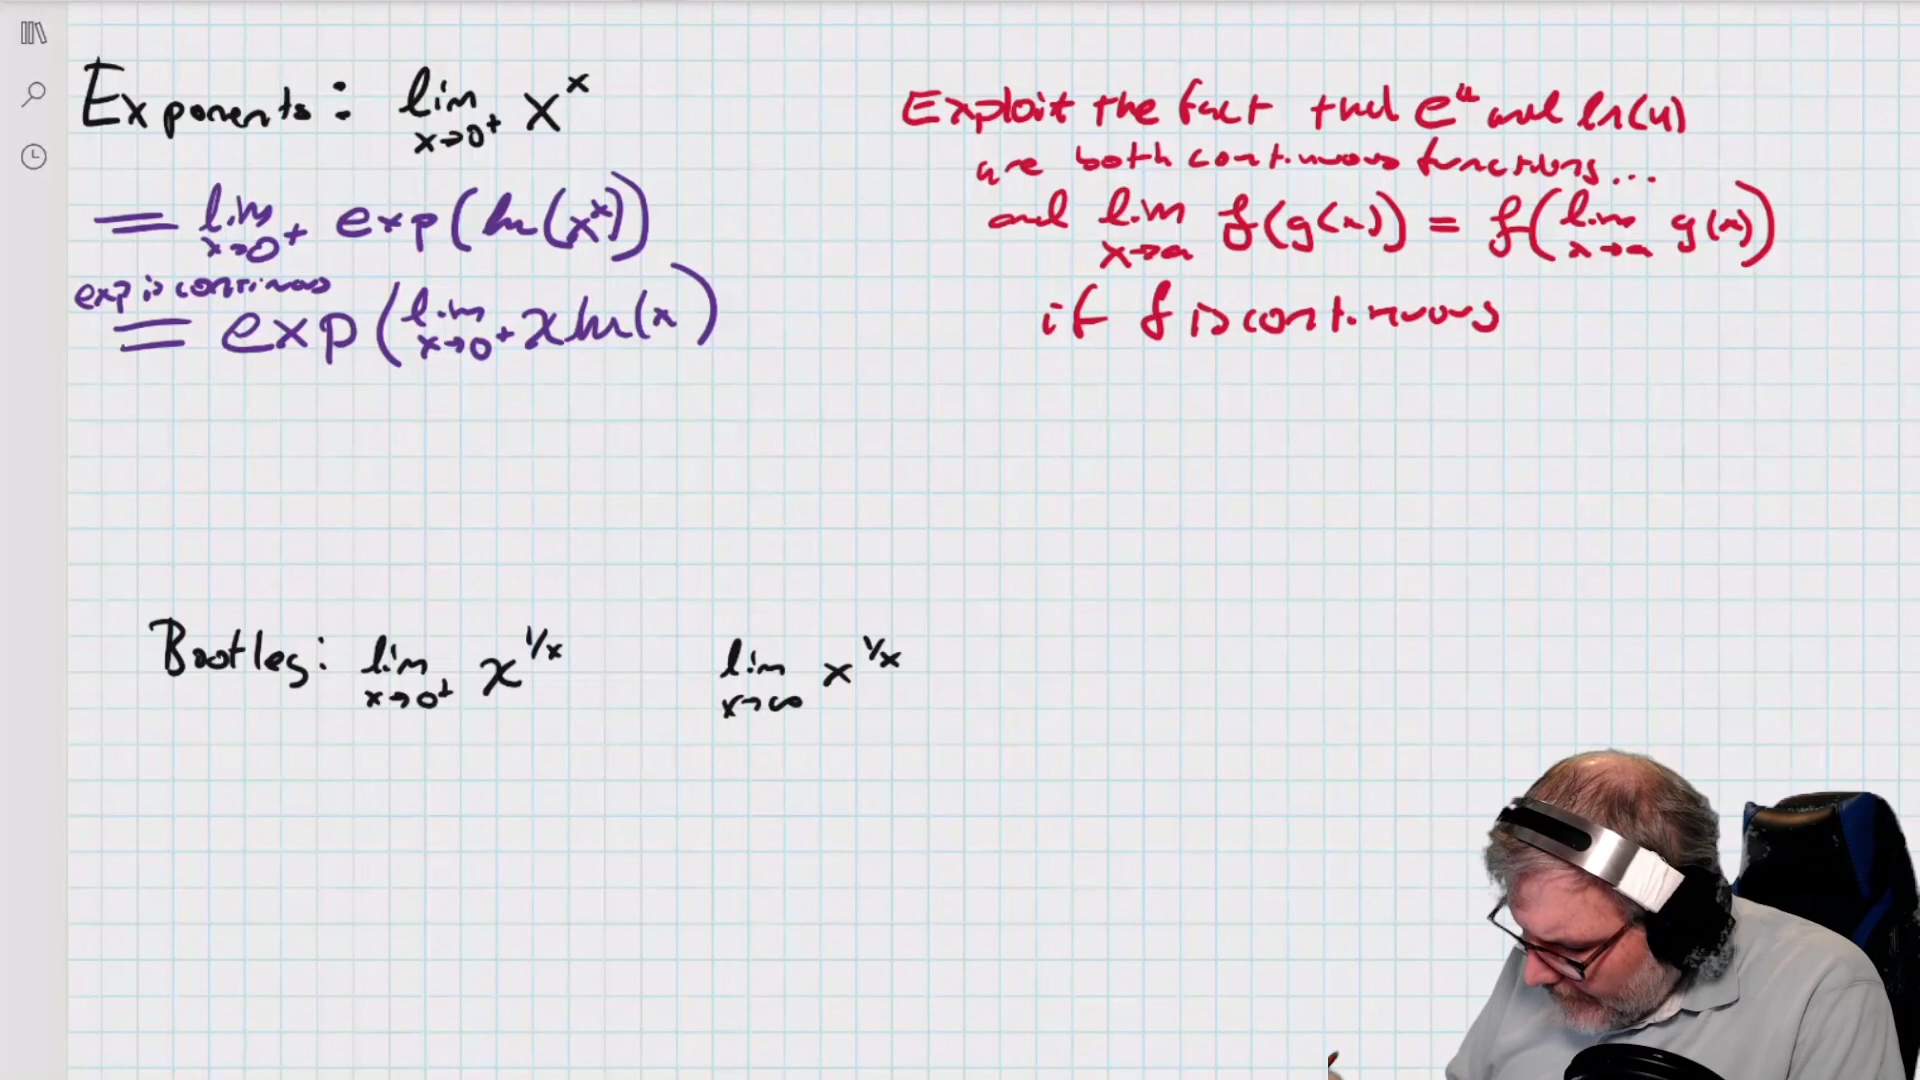 Exponents: lim x→0⁺ x^x
= lim x→0⁺ exp(ln(x^x))
exp is continuous
= exp(lim x→0⁺ x ln(x))
Exploit the fact that e^u and ln(u)
are both continuous functions...
and lim x→a f(g(x)) = f(lim x→a g(x))
if f is continuous
Bootleg: lim x→0⁺ x^1/x lim x→∞ x^1/x